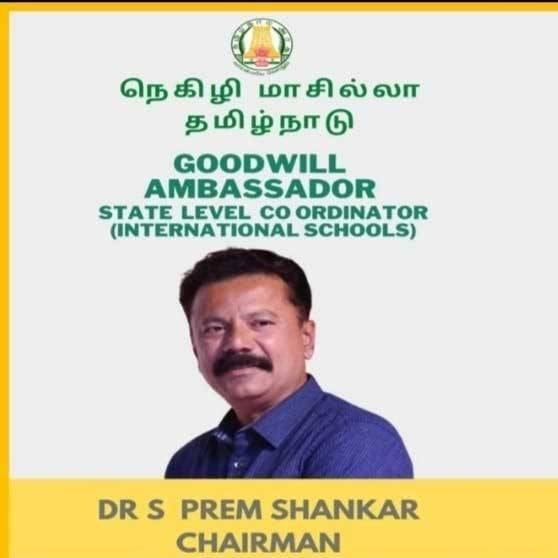 நெகிழி மாசில்லா
தமிழ்நாடு
GOODWILL
AMBASSADOR
STATE LEVEL CO ORDINATOR
(INTERNATIONAL SCHOOLS)
DR S PREM SHANKAR
CHAIRMAN